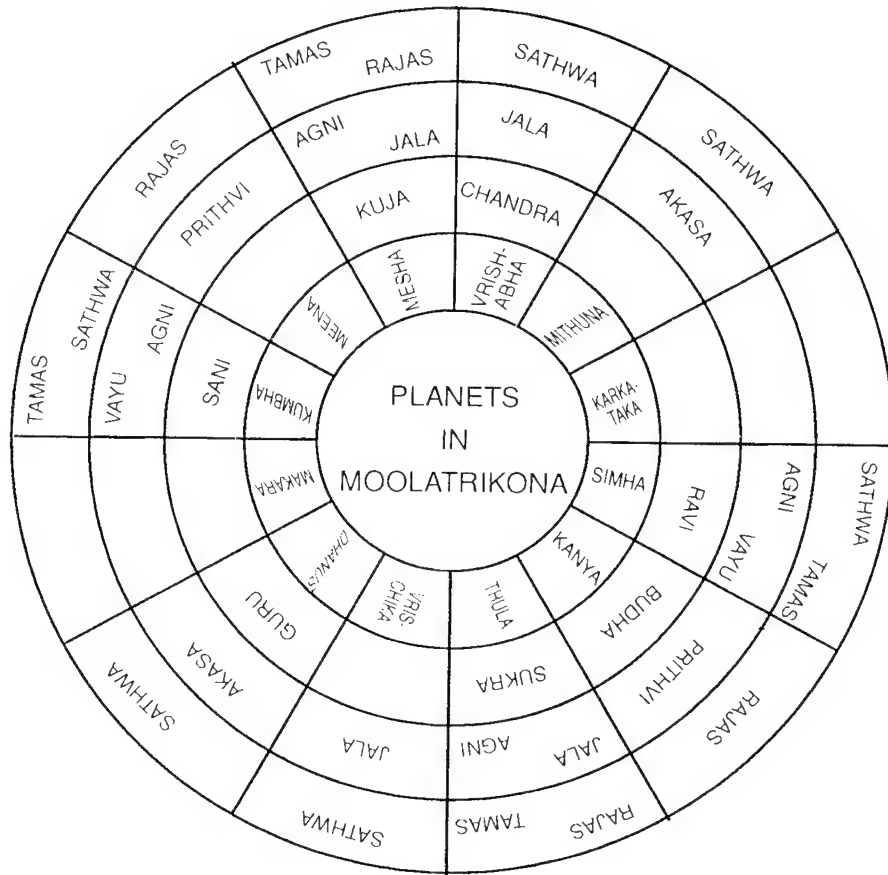 PLANETS
IN
MOOLATRIKONA
TAMAS RAJAS
AGNI JALA
KUJA
MESHA
SATHWA
JALA
CHANDRA
VRISH-
ABHA
SATHWA
AKASA
MITHUNA
KARKA-
TAKA
SATHWA TAMAS
AGNI VAYU
RAVI
SIMHA
RAJAS
PRITHVI
BUDHA
KANYA
RAJAS TAMAS
JALA AGNI
SUKRA
THULA
SATHWA
JALA
VRIS
CHIKA
SATHWA
AKASA
GURU
DHANUS
MAKARA
TAMAS SATHWA
VAYU AGNI
SANI
KUMBHA
RAJAS
PRITHVI
MEENA